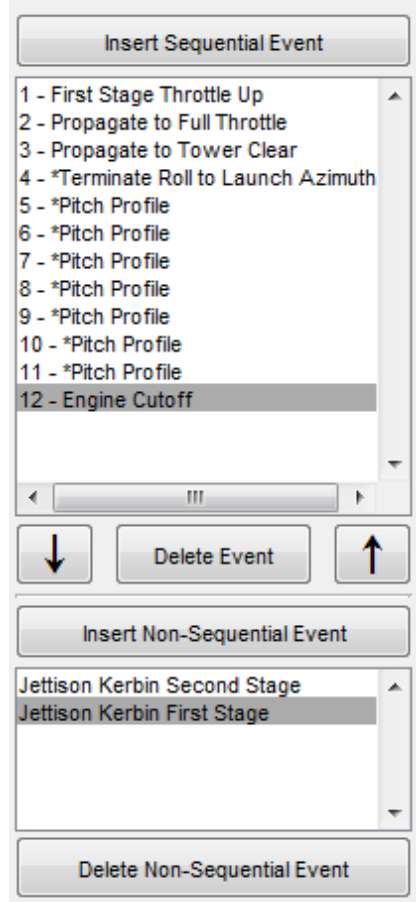 Insert Sequential Event
1 - First Stage Throttle Up
2 - Propagate to Full Throttle
3 - Propagate to Tower Clear
4 - *Terminate Roll to Launch Azimuth
5 - *Pitch Profile
6 - *Pitch Profile
7 - *Pitch Profile
8 - *Pitch Profile
9 - *Pitch Profile
10 - *Pitch Profile
11 - *Pitch Profile
12 - Engine Cutoff
Delete Event
Insert Non-Sequential Event
Jettison Kerbin Second Stage
Jettison Kerbin First Stage
Delete Non-Sequential Event